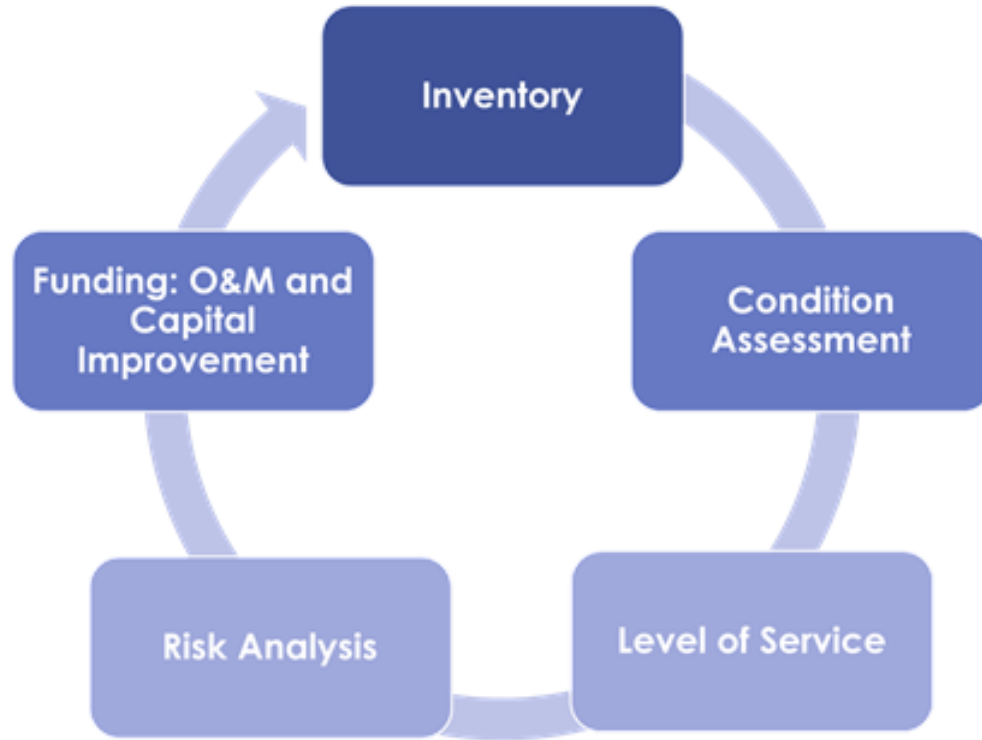 Inventory
Condition
Assessment
Level of Service
Risk Analysis
Funding: O&M and
Capital
Improvement